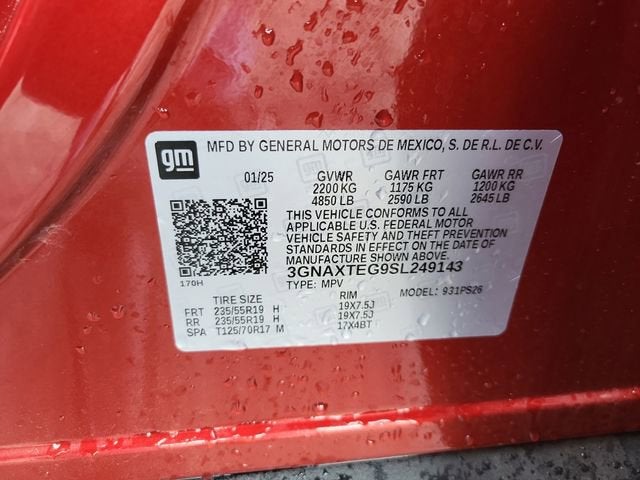 gm
MFD BY GENERAL MOTORS DE MEXICO, S. DE R.L. DE C.V.
01/25 GVWR GAWR FRT GAWR RR
2200 KG 1175 KG 1200 KG
4850 LB 2590 LB 2645 LB
THIS VEHICLE CONFORMS TO ALL
APPLICABLE U.S. FEDERAL MOTOR
VEHICLE SAFETY AND THEFT PREVENTION
STANDARDS IN EFFECT ON THE DATE OF
MANUFACTURE SHOWN ABOVE.
170H
3GNAXTEG9SL249143
TYPE: MPV MODEL: 931PS26
TIRE SIZE RIM
FRT 235/55R19 H 19X7.5J
RR 235/55R19 H 19X7.5J
SPA T125/70R17 M 17X4BT